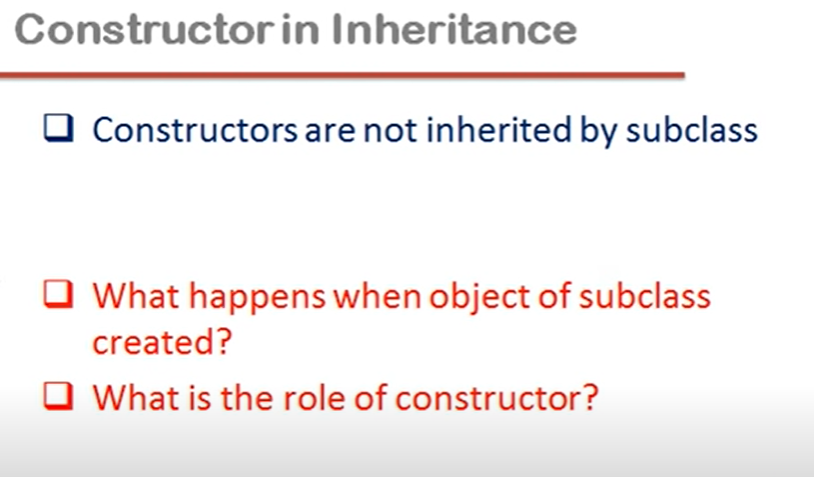 Constructor in Inheritance
❑ Constructors are not inherited by subclass
❑ What happens when object of subclass
created?
❑ What is the role of constructor?